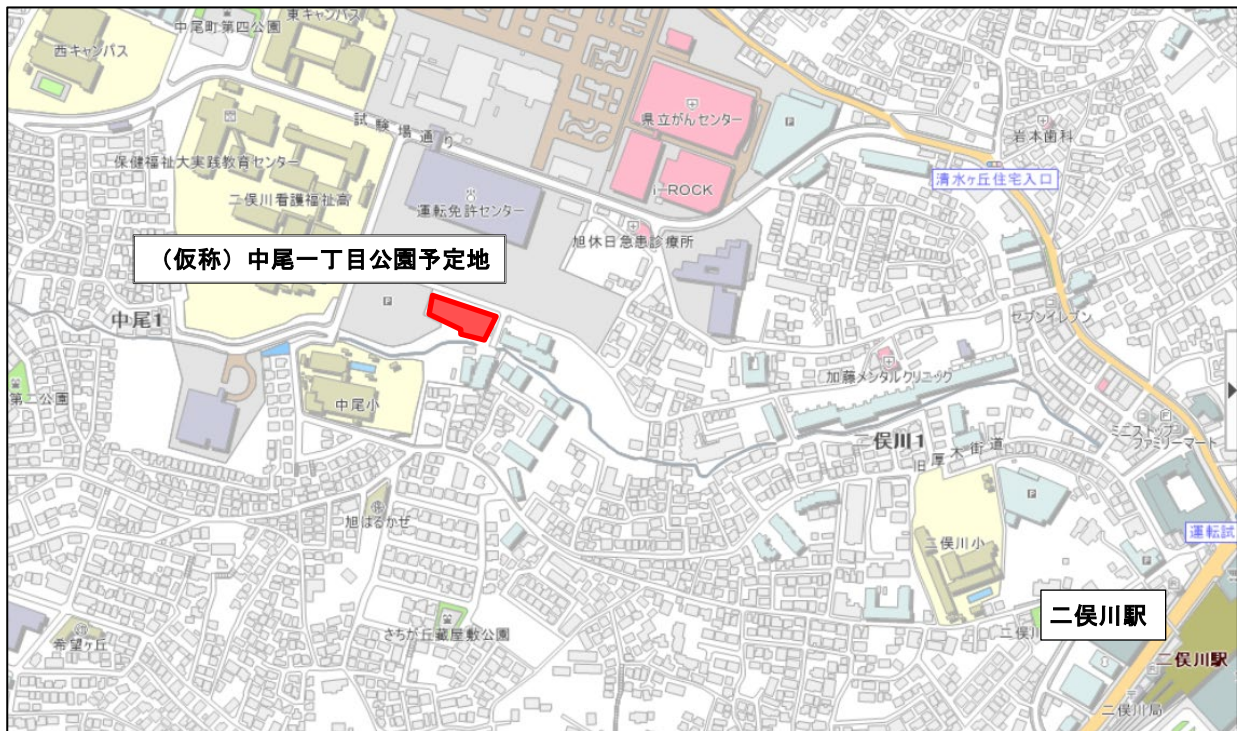 中尾町第四公園
東キャンパス
西キャンパス
試験場通り
県立がんセンター
P
岩本歯科
保健福祉大実践教育センター
清水ヶ丘住宅入口
i-ROCK
二俣川看護福祉高
運転免許センター
旭休日急患診療所
（仮称）中尾一丁目公園予定地
P
中尾1
セブンイレブン
加藤メンタルクリニック
第二公園
中尾小
ミニストップ
ファミリーマート
二俣川1
旧厚木街道
P
旭はるかぜ
運転試
二俣川小
P
さちが丘蔵屋敷公園
二俣川駅
希望ヶ丘
二俣川
二俣川駅
二俣川局